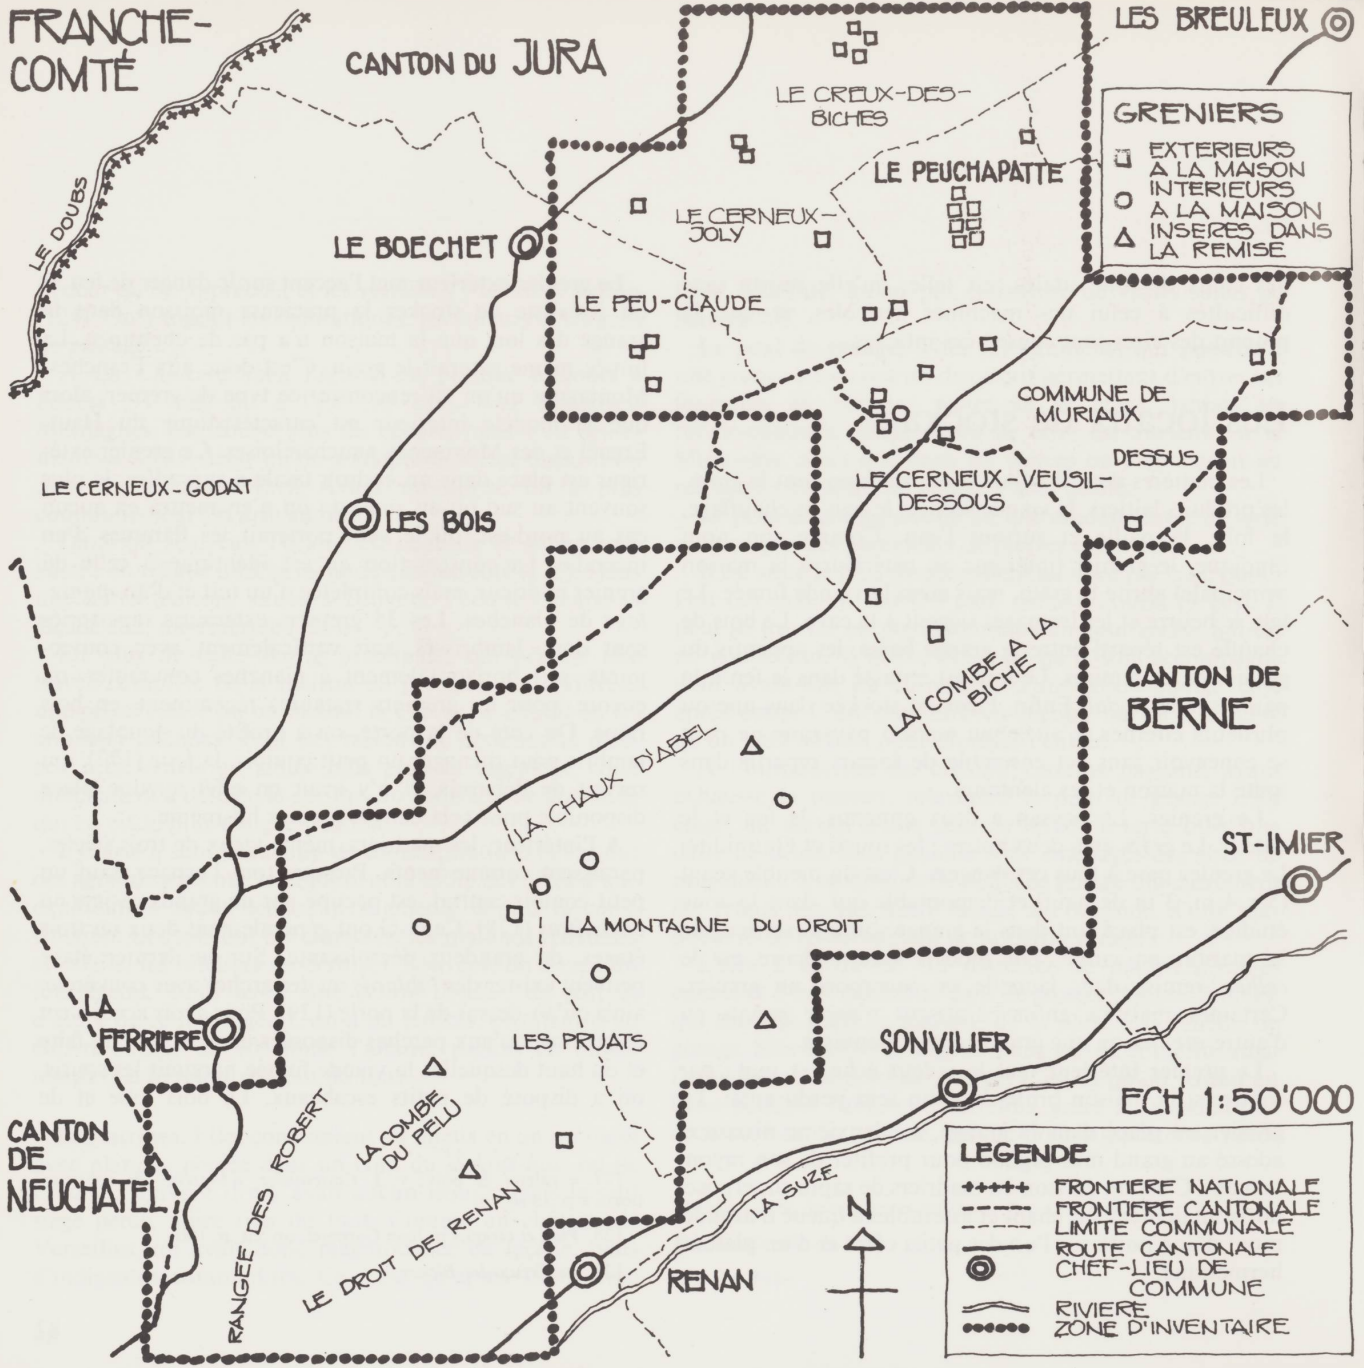 FRANCHE-
COMTÉ
CANTON DU JURA
LES BREULEUX
LE CREUX-DES-
BICHES
GRENIERS
EXTERIEURS
A LA MAISON
INTERIEURS
A LA MAISON
INSERES DANS
LA REMISE
LE DOUBS
LE PEUCHAPATTE
LE CERNEUX-
JOLY
LE BOECHET
LE PEU-CLAUDE
COMMUNE DE
MURIAUX
DESSUS
LE CERNEUX-VEUSIL-
DESSOUS
LE CERNEUX-GODAT
LES BOIS
LA COMBE A LA
BICHE
CANTON DE
BERNE
LA CHAUX D'ABEL
ST-IMIER
LA MONTAGNE DU DROIT
LA
FERRIERE
LES PRUATS
SONVILIER
ECH 1:50'000
CANTON
DE
NEUCHATEL
RANGEE DES ROBERT
LA COMBE
DU PELU
LE DROIT DE RENAN
LA SUZE
RENAN
N
LEGENDE
FRONTIERE NATIONALE
FRONTIERE CANTONALE
LIMITE COMMUNALE
ROUTE CANTONALE
CHEF-LIEU DE
COMMUNE
RIVIERE
ZONE D'INVENTAIRE